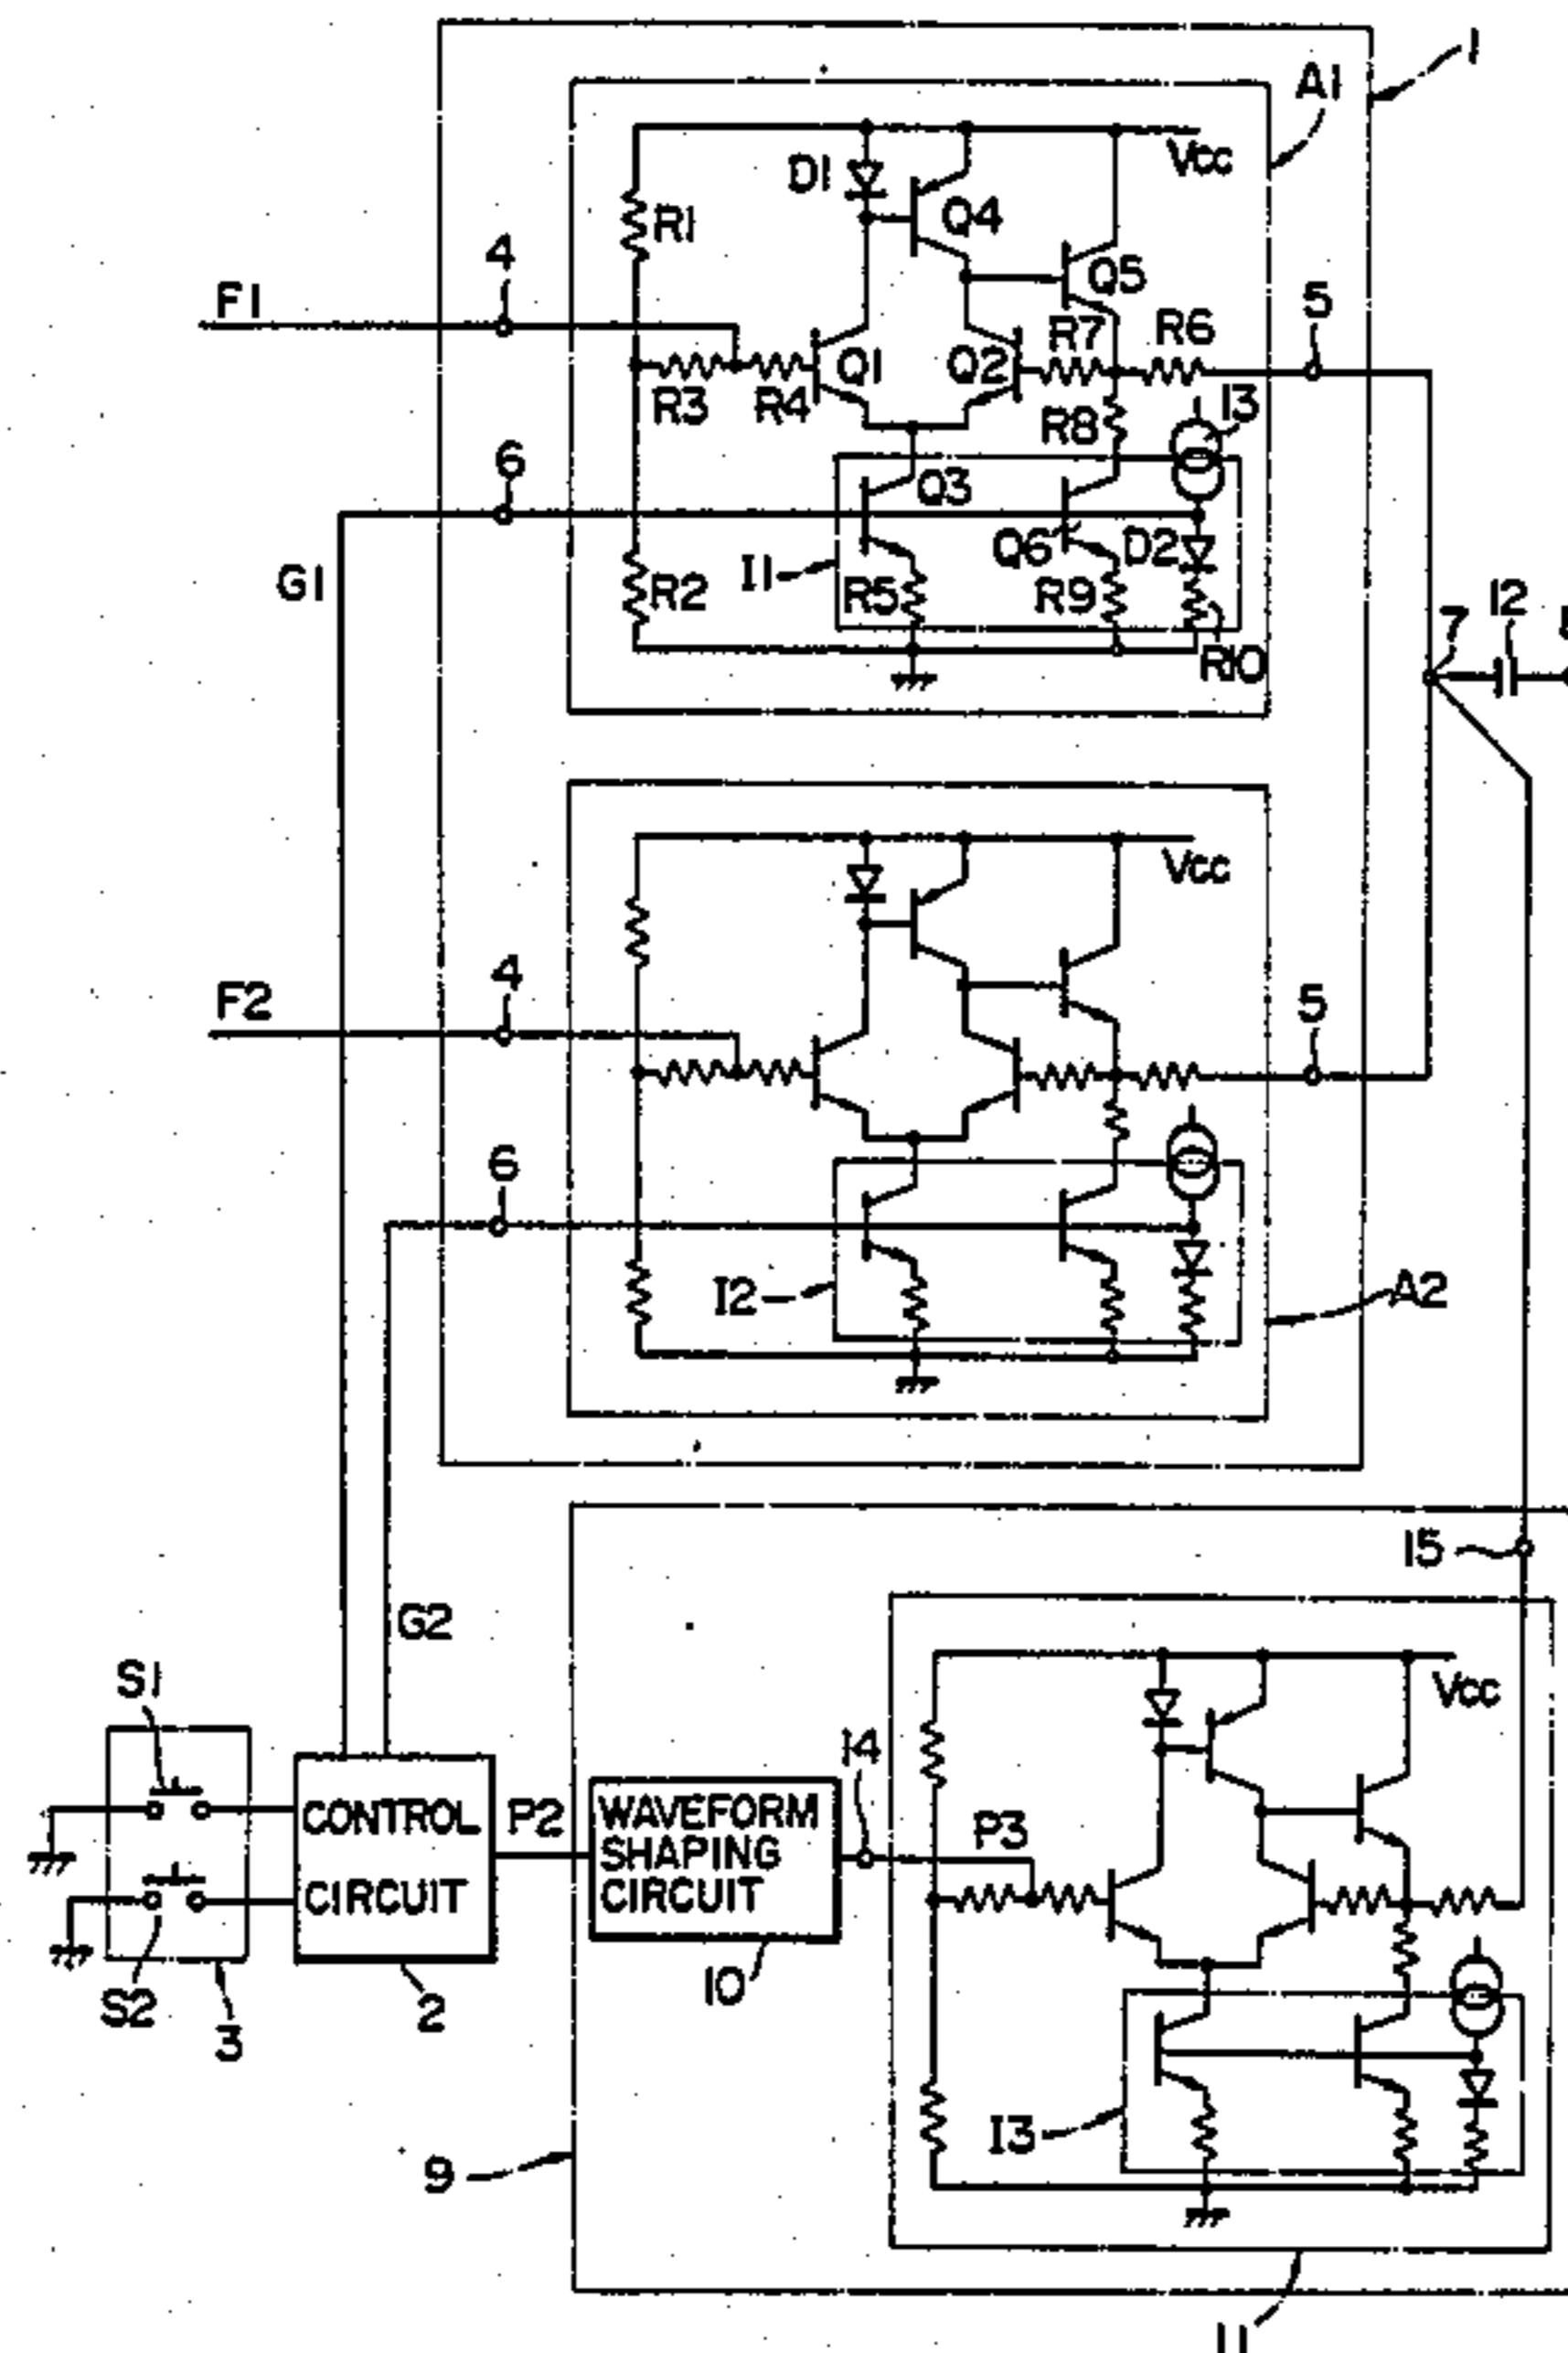 1
A1
Vcc
D1
Q4
R1
4
Q5
5
F1
R7
R6
Q1
Q2
R3
R4
13
R8
6
Q3
Q6
D2
G1
I1
R5
R9
R2
12
7
R10
Vcc
4
F2
5
6
I2
A2
15
G2
S1
Vcc
14
P2
P3
CONTROL
CIRCUIT
WAVEFORM
SHAPING
CIRCUIT
10
S2
2
3
I3
9
11